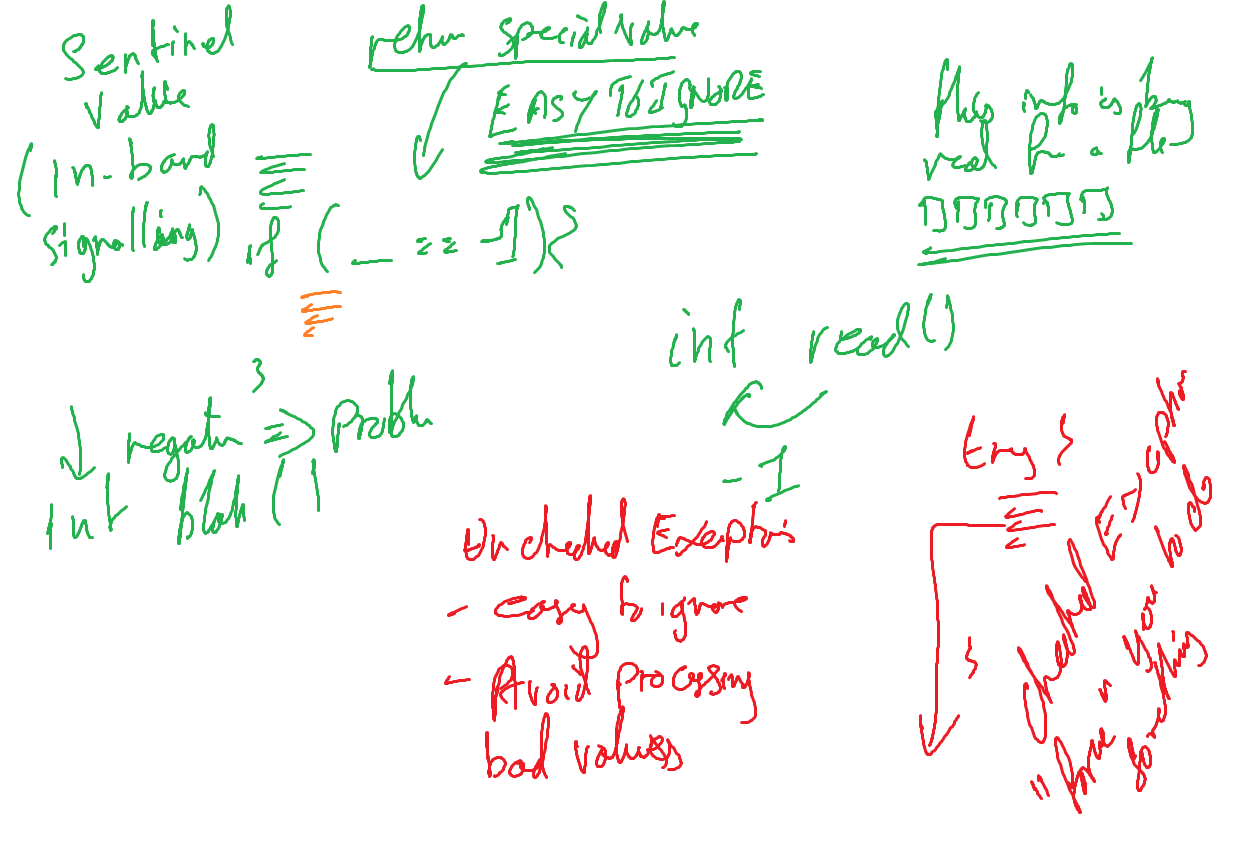 Sentinel
Value
(in-band
signalling)
return special value
EASY TO IGNORE
if ( __ == -1) {
}
this info is being
read from a file
int read()
-1
negative => Problem
int blah()
Unchecked Exceptions
- easy to ignore
- Avoid processing
bad values
try {
}
Checked Exception
"force" you to do
something